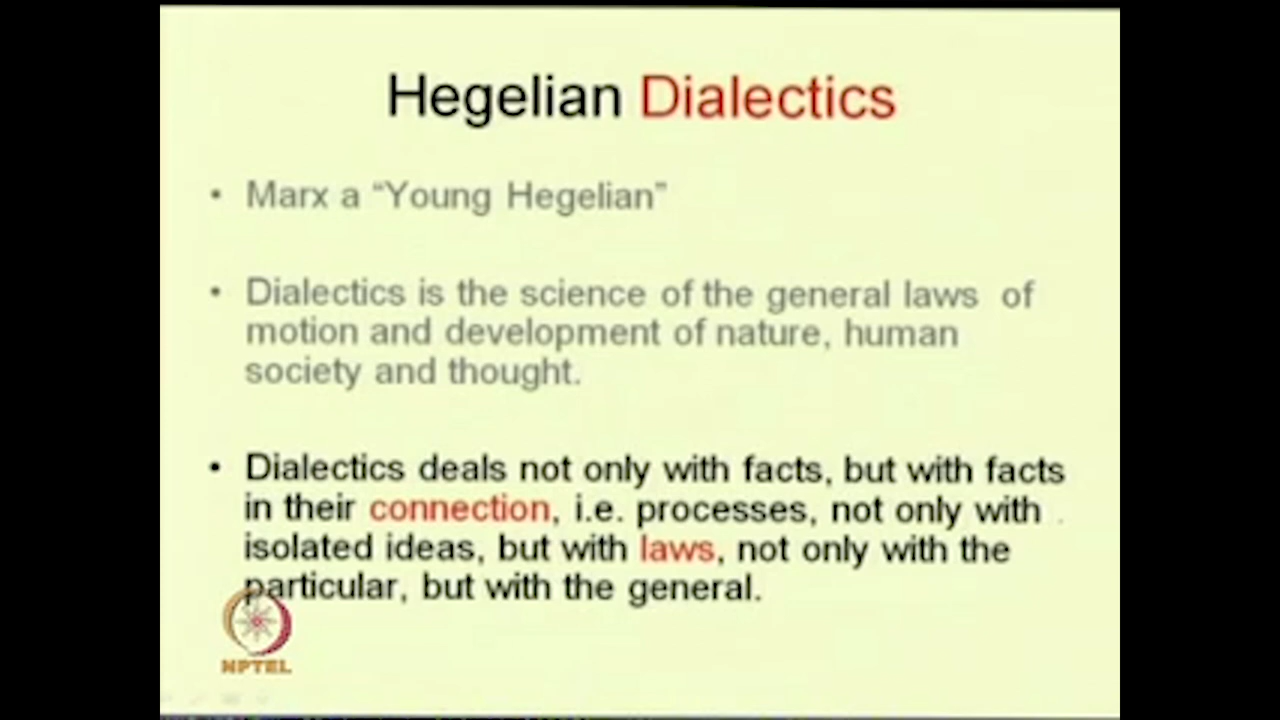 Hegelian Dialectics
• Marx a “Young Hegelian”
• Dialectics is the science of the general laws of
motion and development of nature, human
society and thought.
• Dialectics deals not only with facts, but with facts
in their connection, i.e. processes, not only with
isolated ideas, but with laws, not only with the
particular, but with the general.
NPTEL